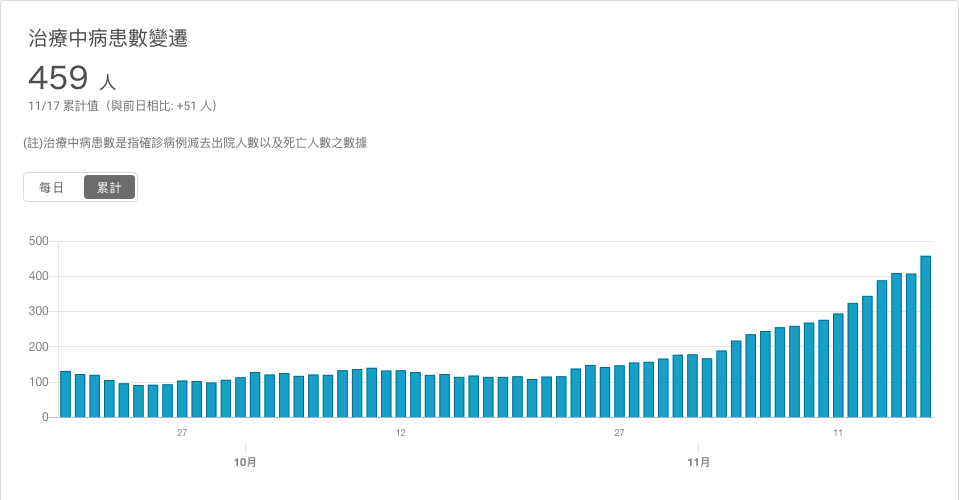 治療中病患數變遷
459 人
11/17 累計值（與前日相比: +51 人）
(註)治療中病患數是指確診病例減去出院人數以及死亡人數之數據
每日 累計
500
400
300
200
100
0
27 12 27 11
10月 11月